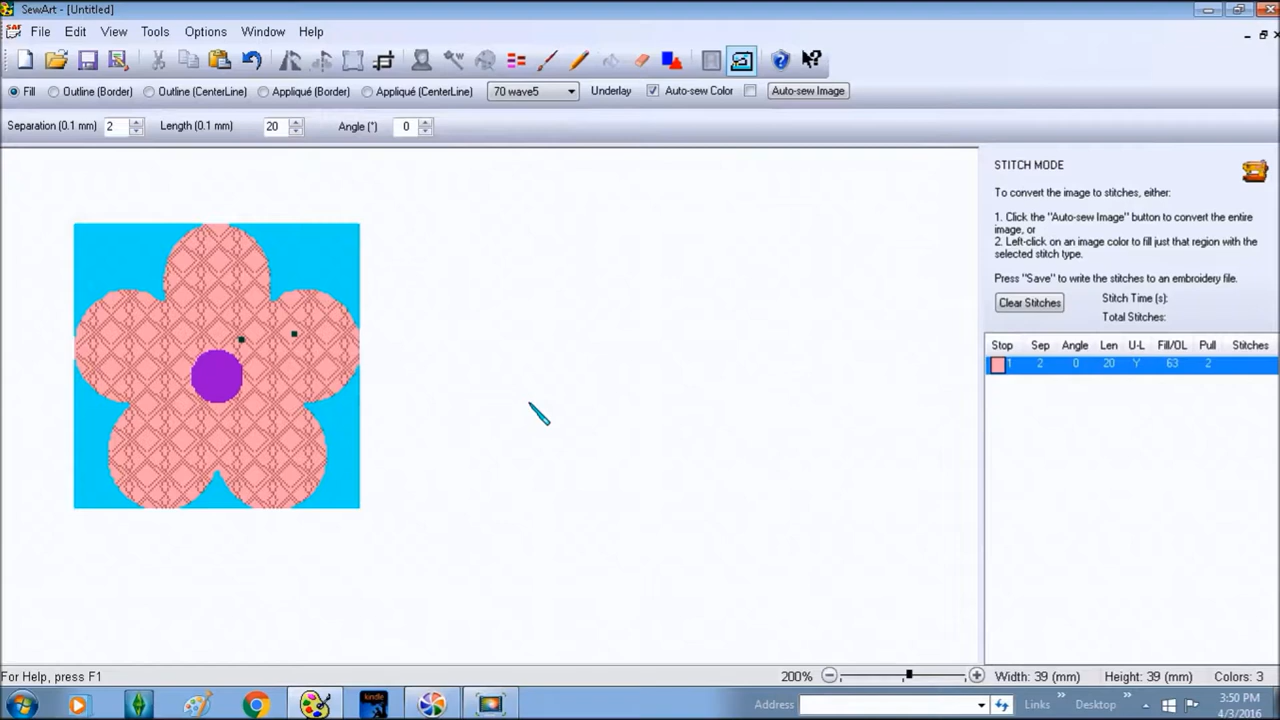 SewArt - [Untitled]
SAF File Edit View Tools Options Window Help
Fill Outline (Border) Outline (CenterLine) Appliqué (Border) Appliqué (CenterLine) 70 wave5 Underlay Auto-sew Color Auto-sew Image
Separation (0.1 mm) 2 Length (0.1 mm) 20 Angle (°) 0
STITCH MODE
To convert the image to stitches, either:
1. Click the "Auto-sew Image" button to convert the entire
image, or
2. Left-click on an image color to fill just that region with the
selected stitch type.
Press "Save" to write the stitches to an embroidery file.
Clear Stitches Stitch Time (s):
Total Stitches:
Stop Sep Angle Len U-L Fill/OL Pull Stitches
1 2 0 20 Y 63 2
For Help, press F1 200% Width: 39 (mm) Height: 39 (mm) Colors: 3
kindle Address Links » Desktop » 3:50 PM
4/3/2016